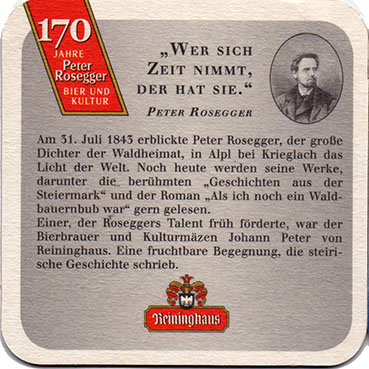 170
JAHRE
Peter
Rosegger
BIER UND
KULTUR
„WER SICH
ZEIT NIMMT,
DER HAT SIE.“
PETER ROSEGGER
Am 31. Juli 1843 erblickte Peter Rosegger, der große
Dichter der Waldheimat, in Alpl bei Krieglach das
Licht der Welt. Noch heute werden seine Werke,
darunter die berühmten „Geschichten aus der
Steiermark“ und der Roman „Als ich noch ein Wald-
bauernbub war“ gern gelesen.
Einer, der Roseggers Talent früh förderte, war der
Bierbrauer und Kulturmäzen Johann Peter von
Reininghaus. Eine fruchtbare Begegnung, die steiri-
sche Geschichte schrieb.
Reininghaus